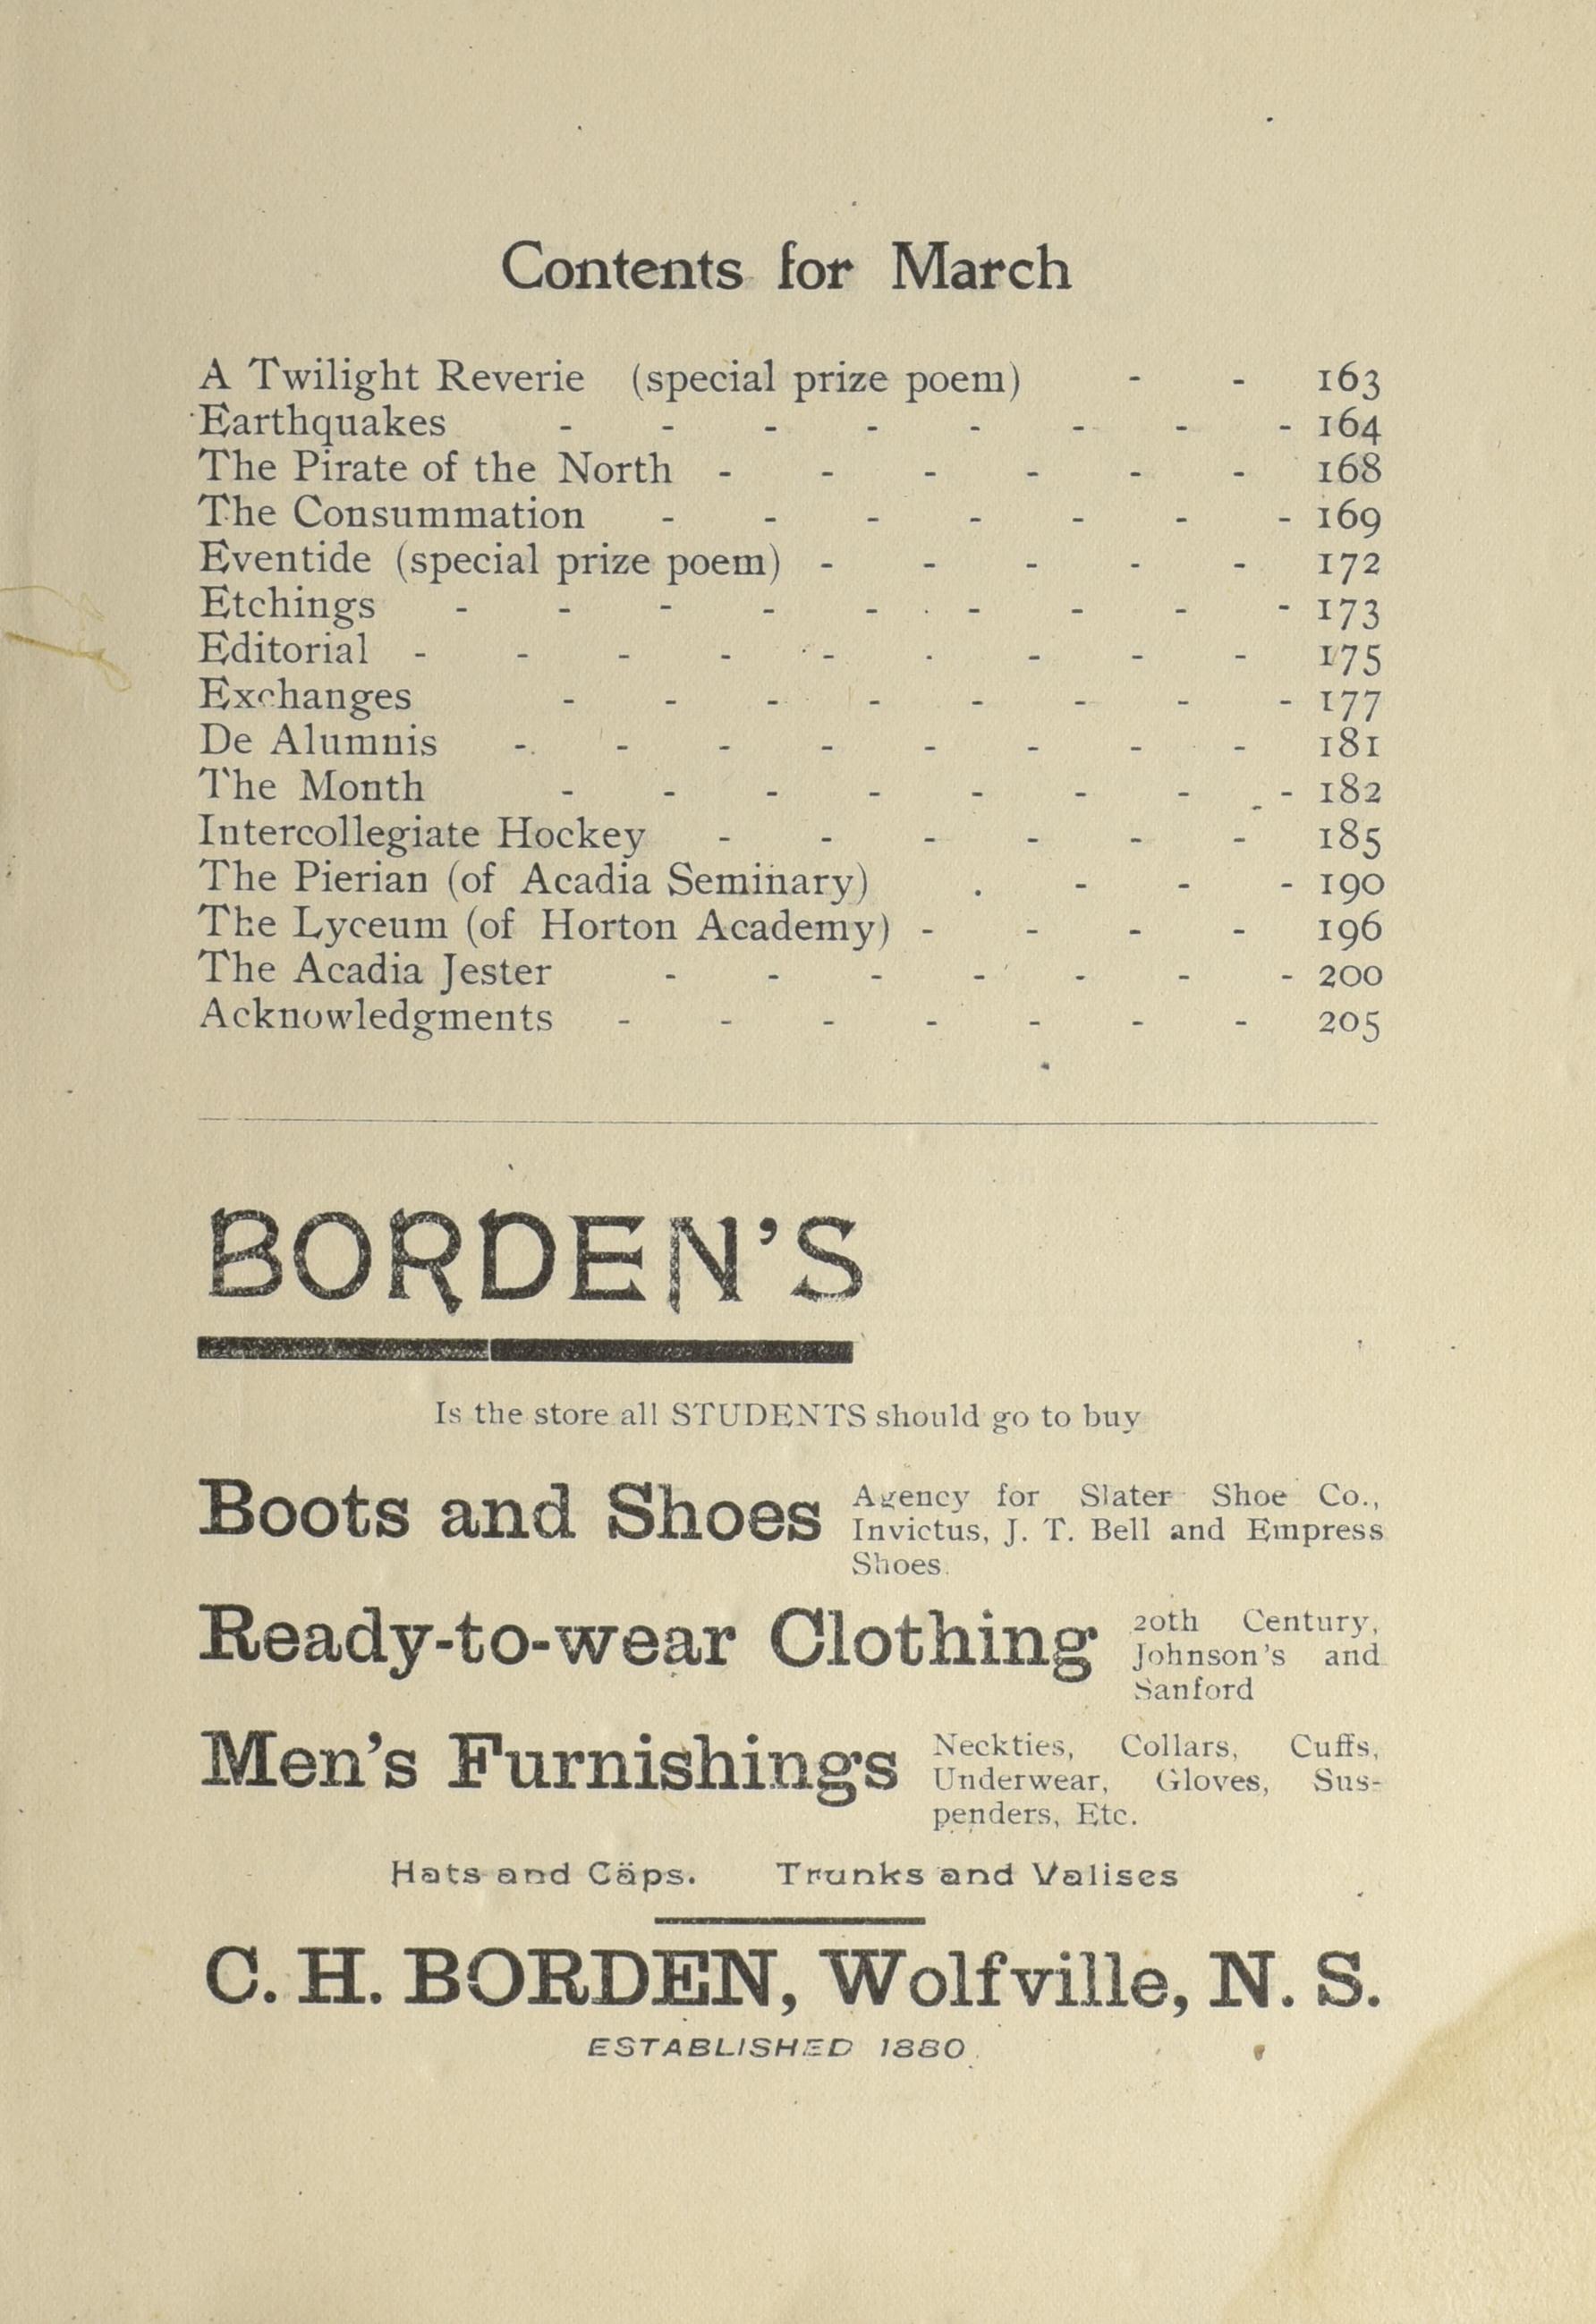 Contents for March
A Twilight Reverie (special prize poem) - - 163
Earthquakes - - - - - - - - 164
The Pirate of the North - - - - - - 168
The Consummation - - - - - - - 169
Eventide (special prize poem) - - - - - 172
Etchings - - - - - - - - - 173
Editorial - - - - - - - - - 175
Exchanges - - - - - - - - 177
De Alumnis - - - - - - - - 181
The Month - - - - - - - - 182
Intercollegiate Hockey - - - - - - 185
The Pierian (of Acadia Seminary) . - - - 190
The Lyceum (of Horton Academy) - - - - 196
The Acadia Jester - - - - - - - 200
Acknowledgments - - - - - - - 205
BORDEN'S
Is the store all STUDENTS should go to buy
Boots and Shoes
Agency for Slater Shoe Co.,
Invictus, J. T. Bell and Empress
Shoes.
Ready-to-wear Clothing
20th Century,
Johnson's and
Sanford
Men's Furnishings
Neckties, Collars, Cuffs,
Underwear, Gloves, Sus-
penders, Etc.
Hats and Caps. Trunks and Valises
C. H. BORDEN, Wolfville, N. S.
ESTABLISHED 1880.